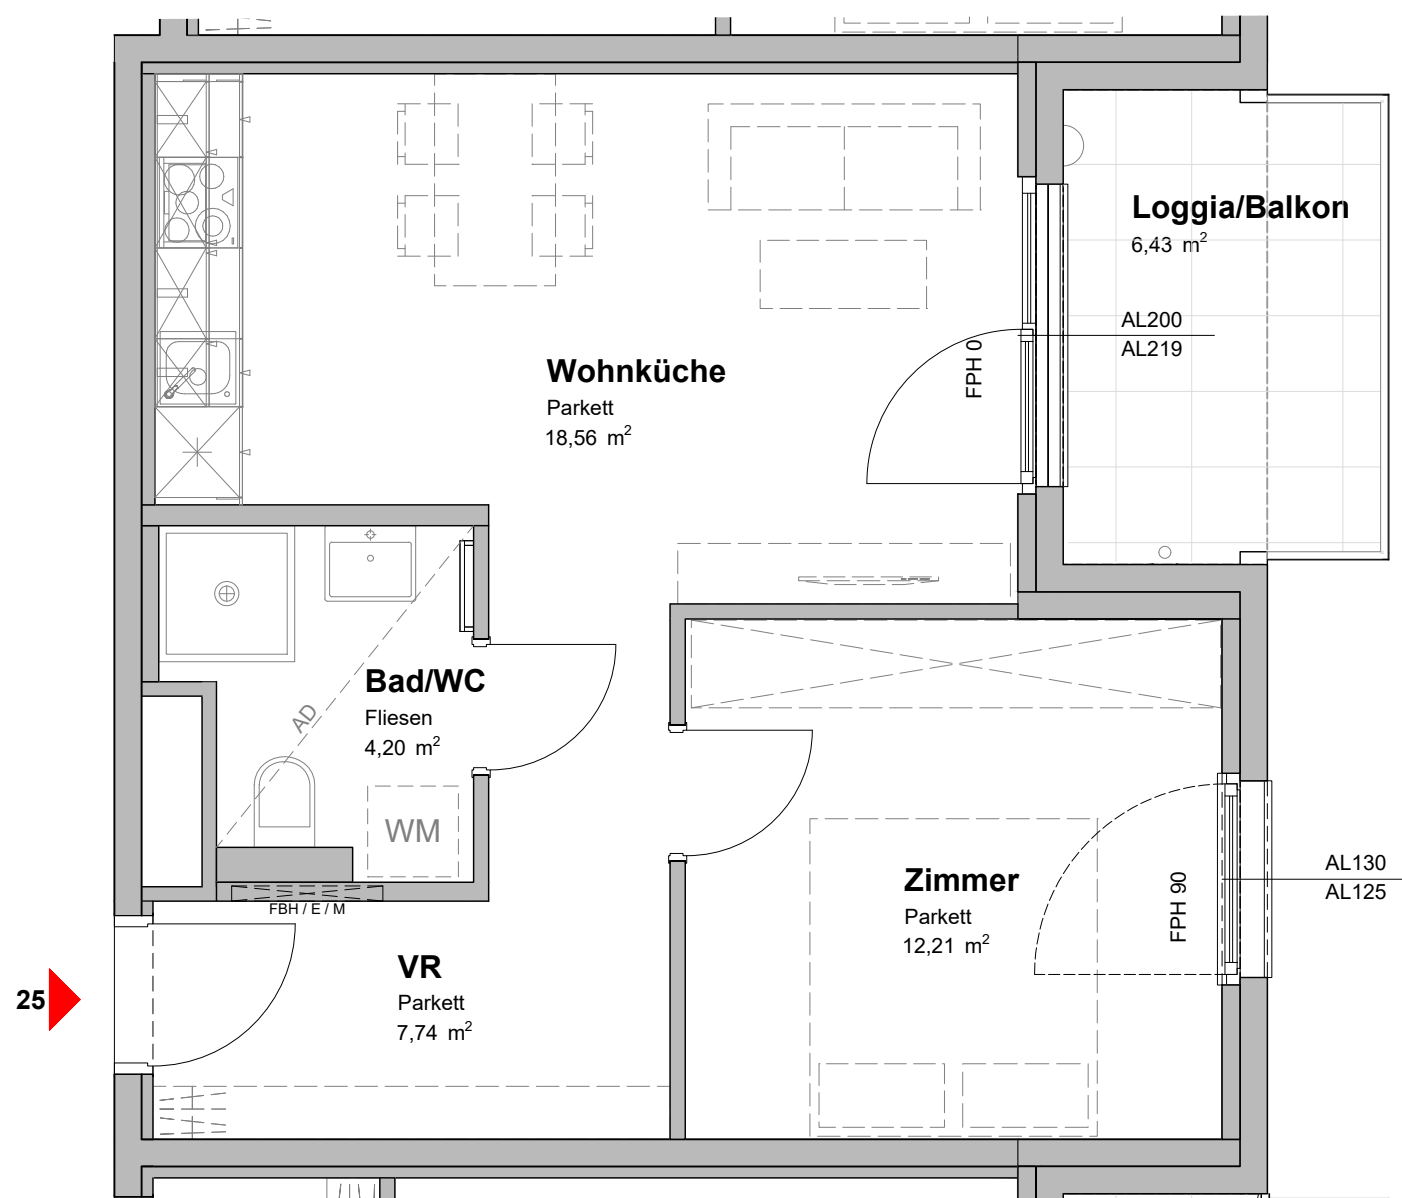 Loggia/Balkon
6,43 m²
AL200
AL219
FPH 0
Wohnküche
Parkett
18,56 m²
Bad/WC
Fliesen
4,20 m²
AD
WM
FBH / E / M
Zimmer
Parkett
12,21 m²
FPH 90
AL130
AL125
VR
Parkett
7,74 m²
25